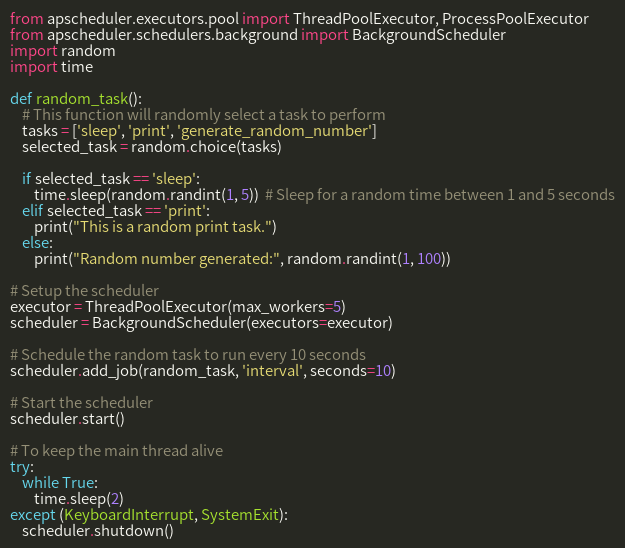 from apscheduler.executors.pool import ThreadPoolExecutor, ProcessPoolExecutor
from apscheduler.schedulers.background import BackgroundScheduler
import random
import time

def random_task():
    # This function will randomly select a task to perform
    tasks = ['sleep', 'print', 'generate_random_number']
    selected_task = random.choice(tasks)

    if selected_task == 'sleep':
        time.sleep(random.randint(1, 5))  # Sleep for a random time between 1 and 5 seconds
    elif selected_task == 'print':
        print("This is a random print task.")
    else:
        print("Random number generated:", random.randint(1, 100))

# Setup the scheduler
executor = ThreadPoolExecutor(max_workers=5)
scheduler = BackgroundScheduler(executors=executor)

# Schedule the random task to run every 10 seconds
scheduler.add_job(random_task, 'interval', seconds=10)

# Start the scheduler
scheduler.start()

# To keep the main thread alive
try:
    while True:
        time.sleep(2)
except (KeyboardInterrupt, SystemExit):
    scheduler.shutdown()